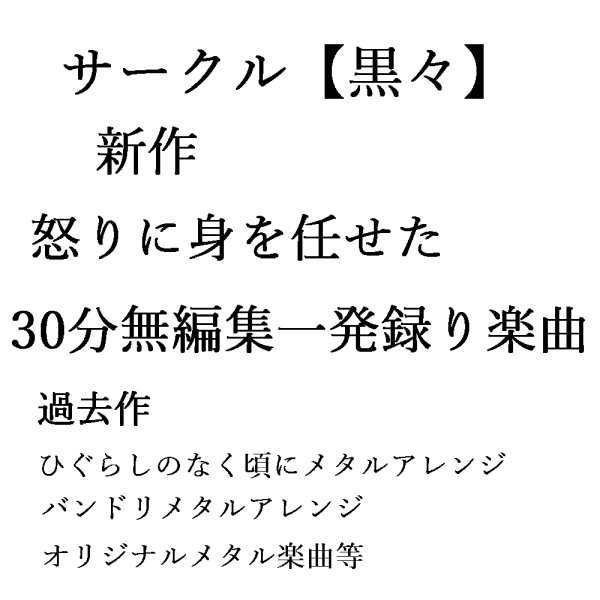 サークル【黒々】
新作
怒りに身を任せた
30分無編集一発録り楽曲
過去作
ひぐらしのなく頃にメタルアレンジ
バンドリメタルアレンジ
オリジナルメタル楽曲等